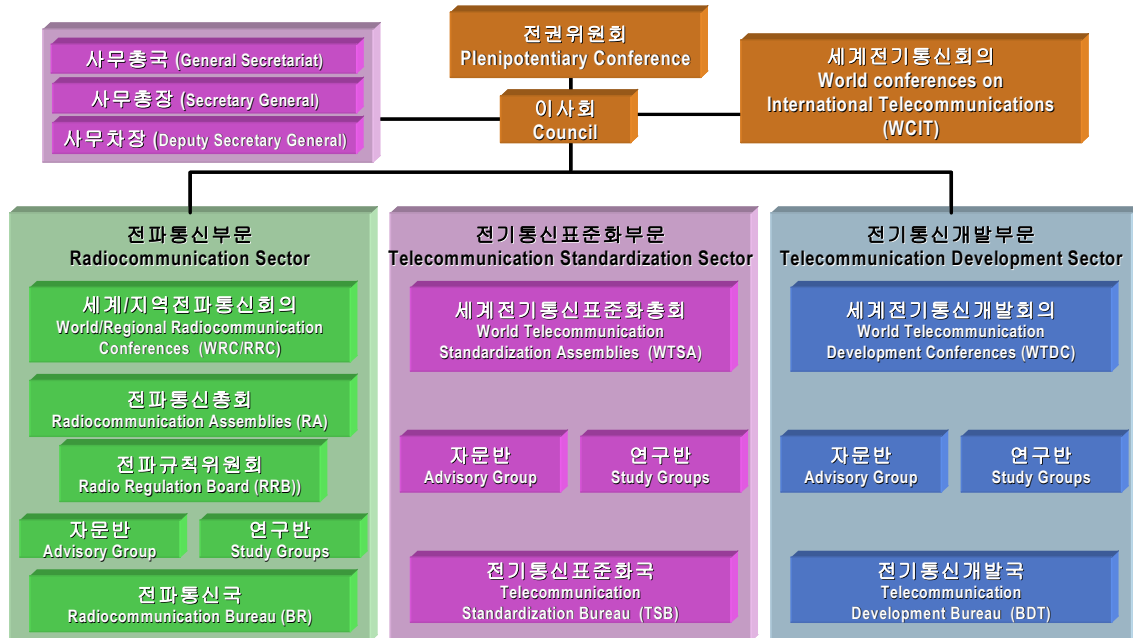 사무총국 (General Secretariat)
사무총장 (Secretary General)
사무차장 (Deputy Secretary General)
전권위원회
Plenipotentiary Conference
이사회
Council
세계전기통신회의
World conferences on
International Telecommunications
(WCIT)
전파통신부문
Radiocommunication Sector
세계/지역전파통신회의
World/Regional Radiocommunication
Conferences (WRC/RRC)
전파통신총회
Radiocommunication Assemblies (RA)
전파규칙위원회
Radio Regulation Board (RRB))
자문반
Advisory Group
연구반
Study Groups
전파통신국
Radiocommunication Bureau (BR)
전기통신표준화부문
Telecommunication Standardization Sector
세계전기통신표준화총회
World Telecommunication
Standardization Assemblies (WTSA)
자문반
Advisory Group
연구반
Study Groups
전기통신표준화국
Telecommunication
Standardization Bureau (TSB)
전기통신개발부문
Telecommunication Development Sector
세계전기통신개발회의
World Telecommunication
Development Conferences (WTDC)
자문반
Advisory Group
연구반
Study Groups
전기통신개발국
Telecommunication
Development Bureau (BDT)